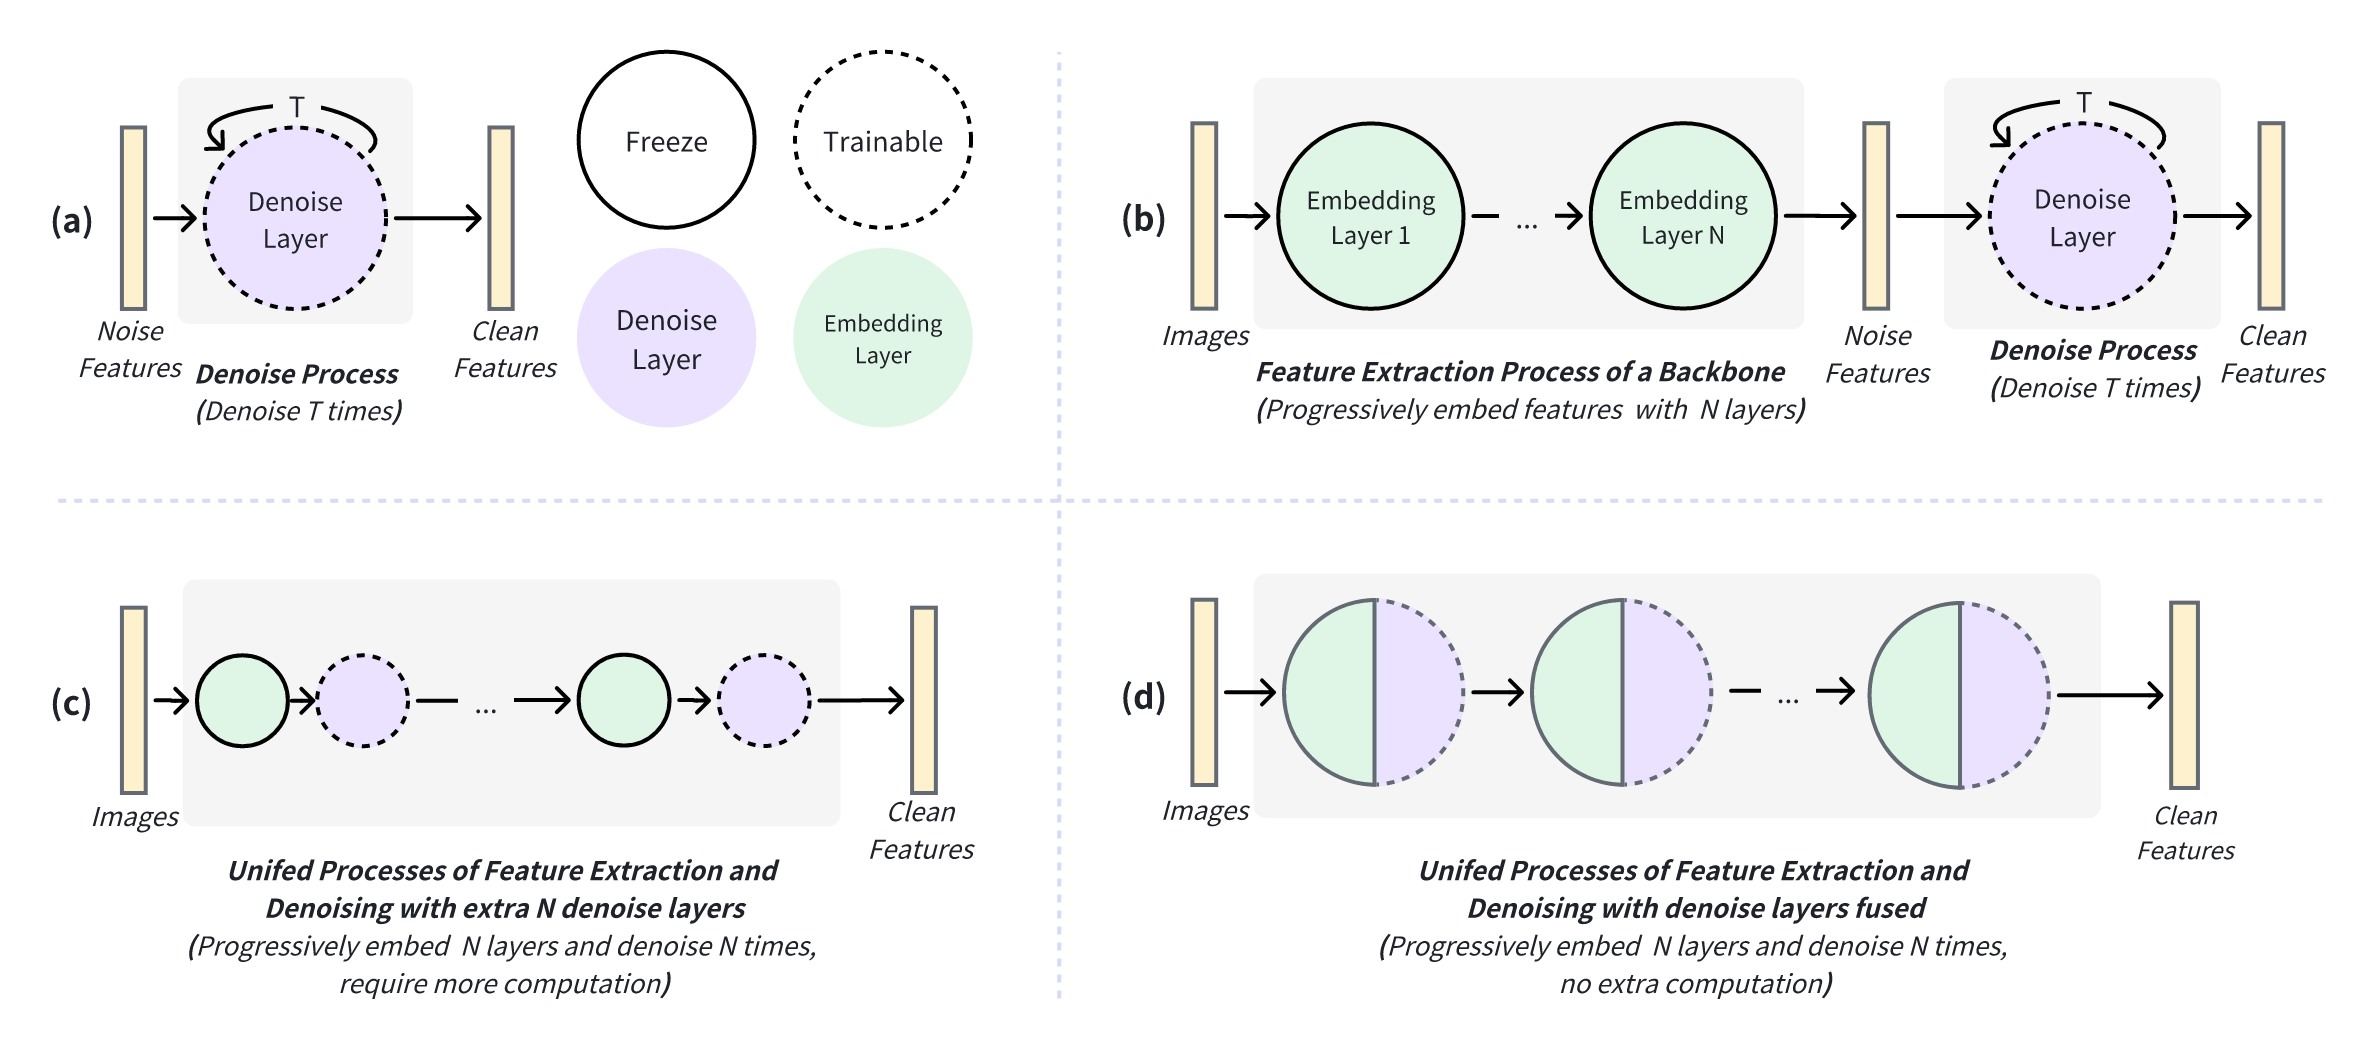 (a)
T
Denoise
Layer
Noise
Features
Clean
Features
Denoise Process
(Denoise T times)
Freeze
Trainable
Denoise
Layer
Embedding
Layer
(b)
Images
Embedding
Layer 1
...
Embedding
Layer N
Feature Extraction Process of a Backbone
(Progressively embed features with N layers)
Noise
Features
T
Denoise
Layer
Denoise Process
(Denoise T times)
Clean
Features
(c)
Images
...
Clean
Features
Unifed Processes of Feature Extraction and
Denoising with extra N denoise layers
(Progressively embed N layers and denoise N times,
require more computation)
(d)
Images
...
Clean
Features
Unifed Processes of Feature Extraction and
Denoising with denoise layers fused
(Progressively embed N layers and denoise N times,
no extra computation)